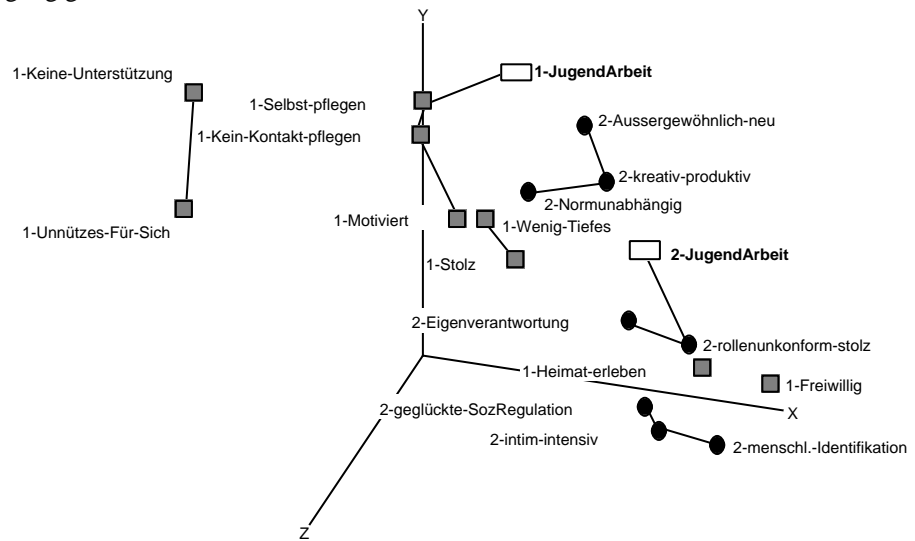 Y
1-JugendArbeit
1-Keine-Unterstützung
1-Selbst-pflegen
2-Aussergewöhnlich-neu
1-Kein-Kontakt-pflegen
2-kreativ-produktiv
2-Normunabhängig
1-Motiviert
1-Wenig-Tiefes
1-Unnützes-Für-Sich
2-JugendArbeit
1-Stolz
2-Eigenverantwortung
2-rollenunkonform-stolz
1-Heimat-erleben
1-Freiwillig
2-geglückte-SozRegulation
X
2-intim-intensiv
2-menschl.-Identifikation
Z